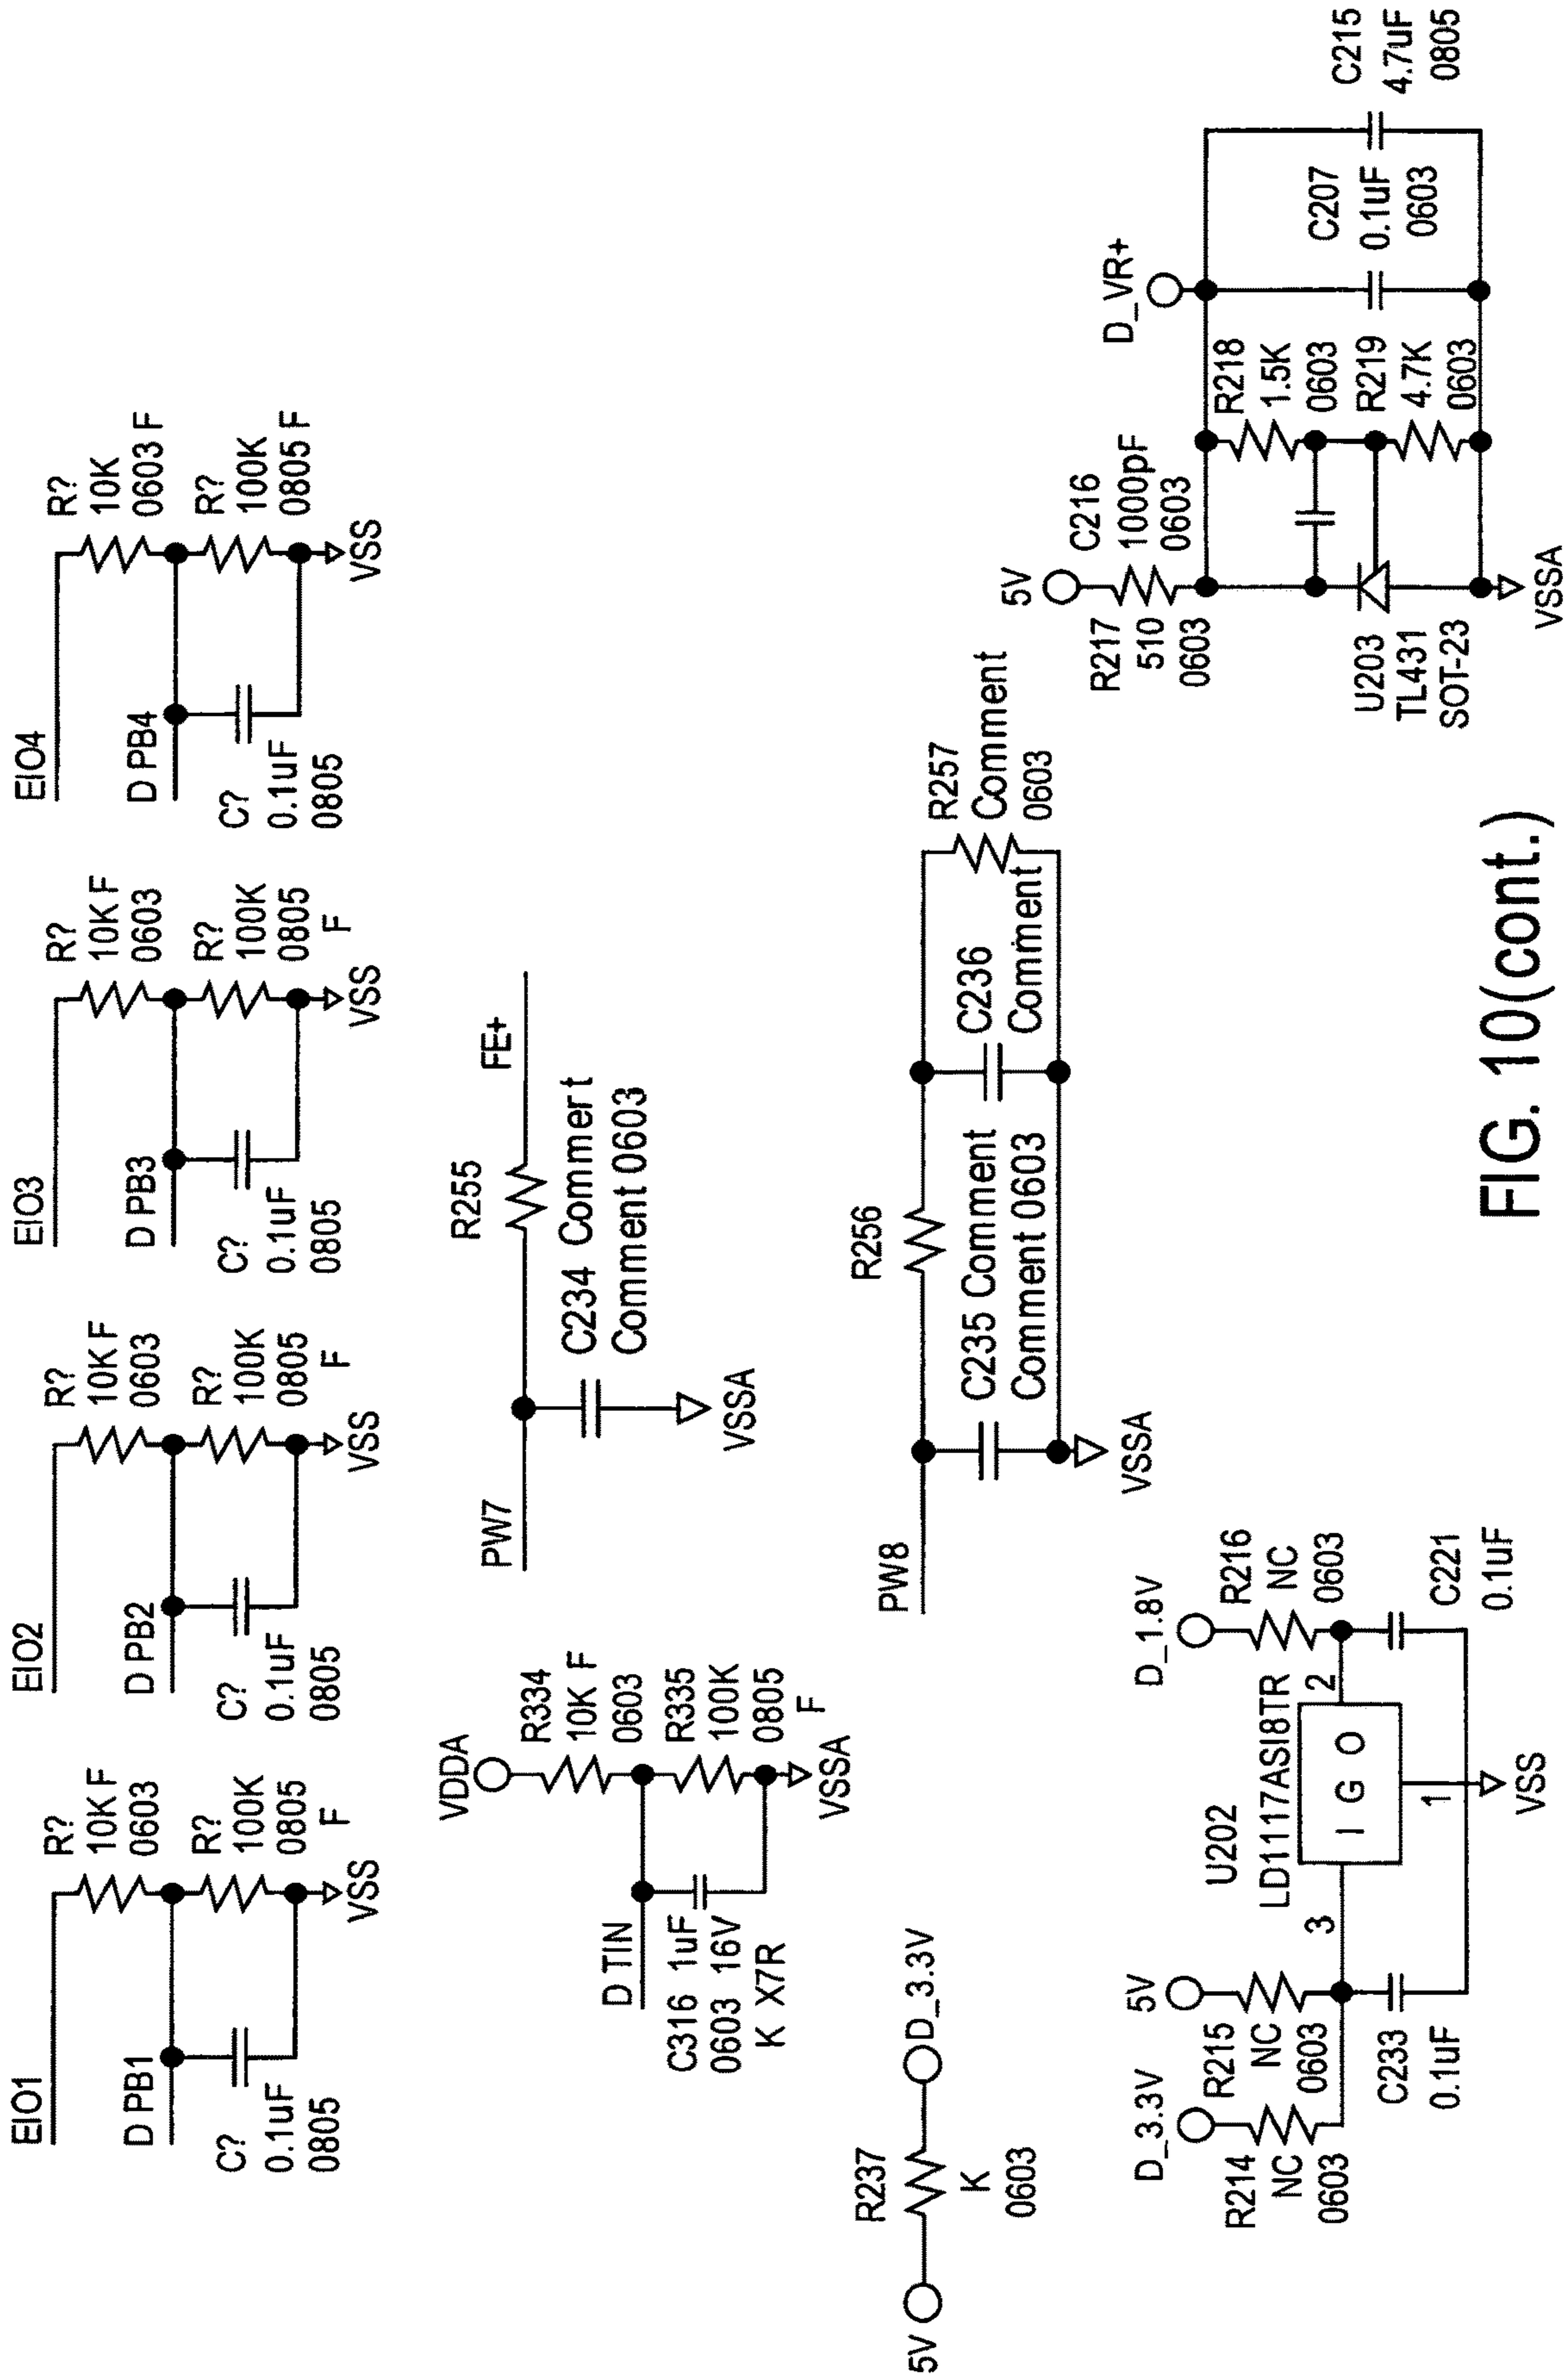 EIO1
R?
10K F
0603
D PB1
R?
100K
0805
F
C?
0.1uF
0805
VSS
EIO2
R?
10K F
0603
D PB2
R?
100K
0805
F
C?
0.1uF
0805
VSS
EIO3
R?
10K F
0603
D PB3
R?
100K
0805
F
C?
0.1uF
0805
VSS
EIO4
R?
10K
0603 F
D PB4
R?
100K
0805 F
C?
0.1uF
0805
VSS
VDDA
R334
10K F
0603
D TIN
R335
100K
0805
F
C316 1uF
0603 16V
K X7R
VSSA
PW7
R255
FE+
C234 Commert
Comment 0603
VSSA
5V
R237
K
0603
D_3.3V
PW8
R256
R257
Comment
0603
C235 Comment
Comment 0603
C236
Comment
VSSA
D_3.3V
R214
NC
0603
5V
R215
NC
0603
C233
0.1uF
U202
LD1117ASI8TR
3
I G O
2
1
VSS
D_1.8V
R216
NC
0603
C221
0.1uF
5V
R217
510
0603
C216
1000pF
0603
U203
TL431
SOT-23
VSSA
D_VR+
R218
1.5K
0603
R219
4.7K
0603
C207
0.1uF
0603
C215
4.7uF
0805
FIG. 10(cont.)